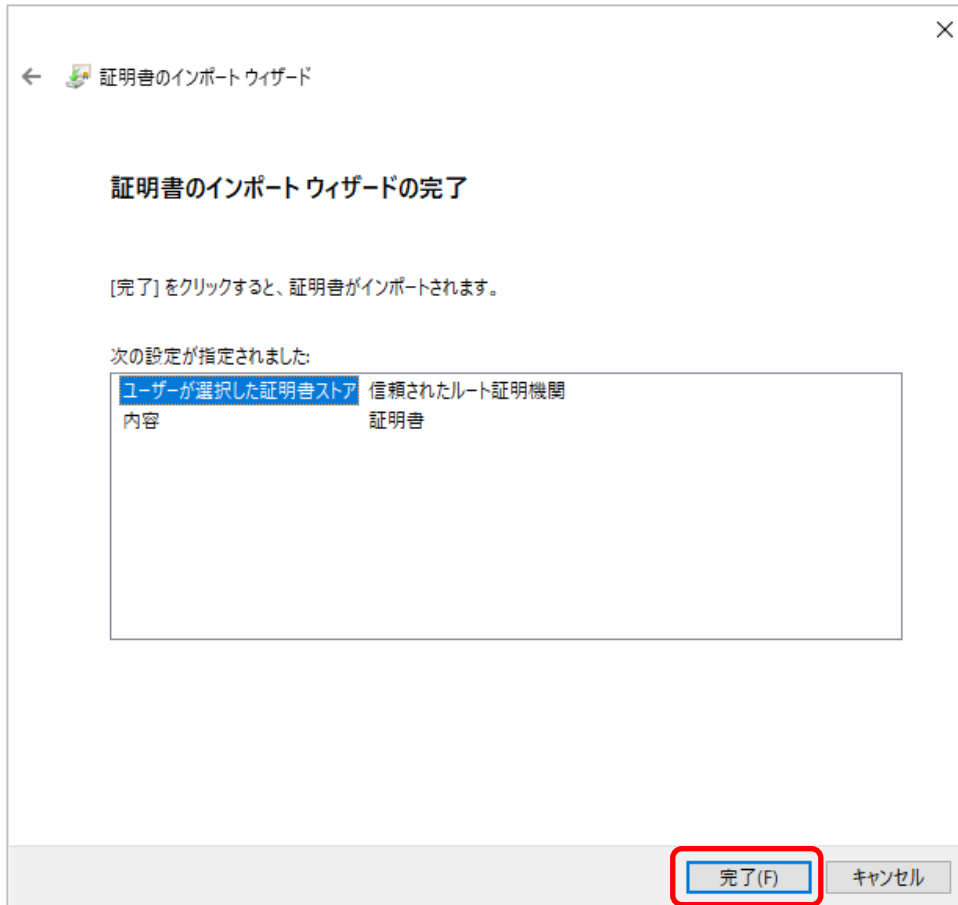 証明書のインポート ウィザード
証明書のインポート ウィザードの完了
[完了] をクリックすると、証明書がインポートされます。
次の設定が指定されました:
ユーザーが選択した証明書ストア 信頼されたルート証明機関
内容 証明書
完了(F) キャンセル